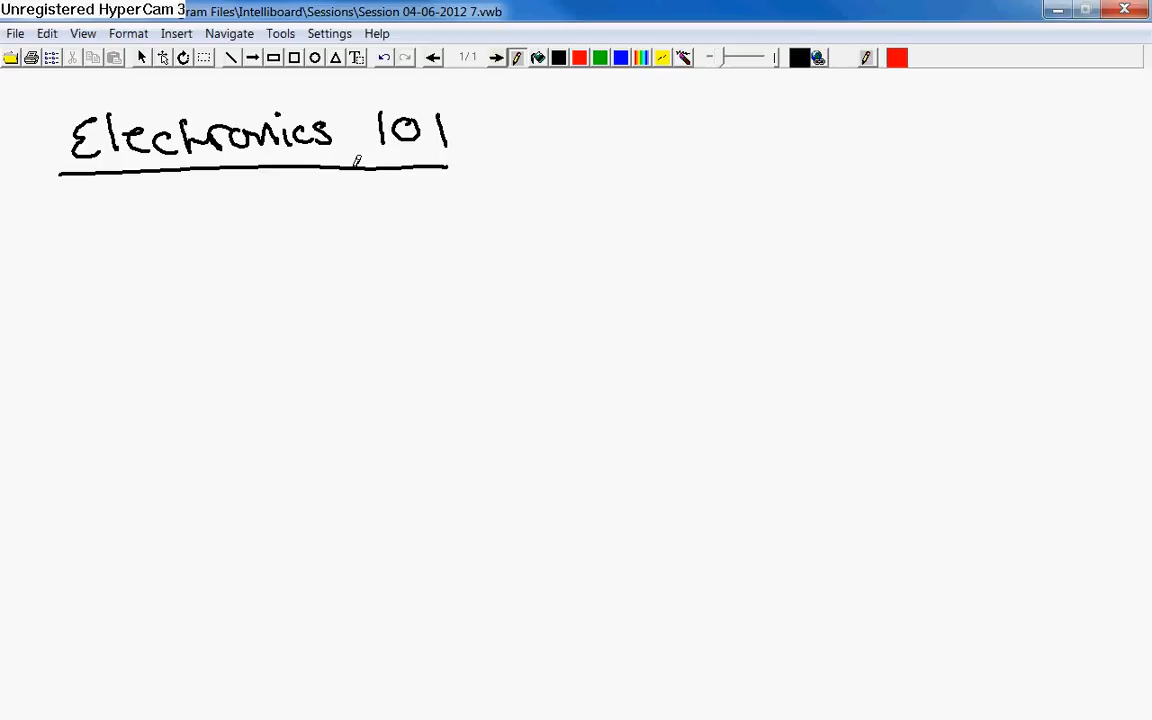 Unregistered HyperCam 3 ram Files\Intelliboard\Sessions\Session 04-06-2012 7.vwb
File Edit View Format Insert Navigate Tools Settings Help
1/1
Electronics 101